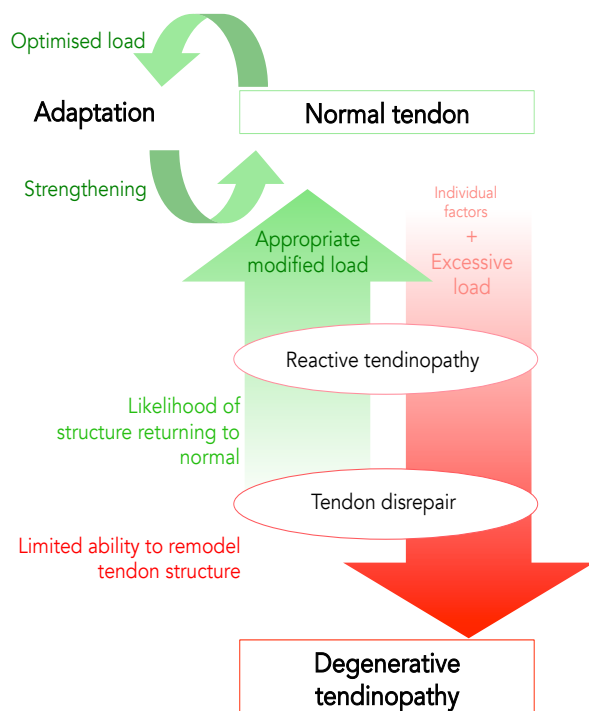 Optimised load
Adaptation
Normal tendon
Strengthening
Individual
factors
+
Excessive
load
Appropriate
modified load
Reactive tendinopathy
Likelihood of
structure returning to
normal
Tendon disrepair
Limited ability to remodel
tendon structure
Degenerative
tendinopathy